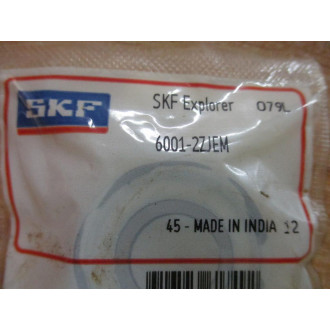 SKF
SKF Explorer 079L
6001-2ZJEM
45 - MADE IN INDIA 12